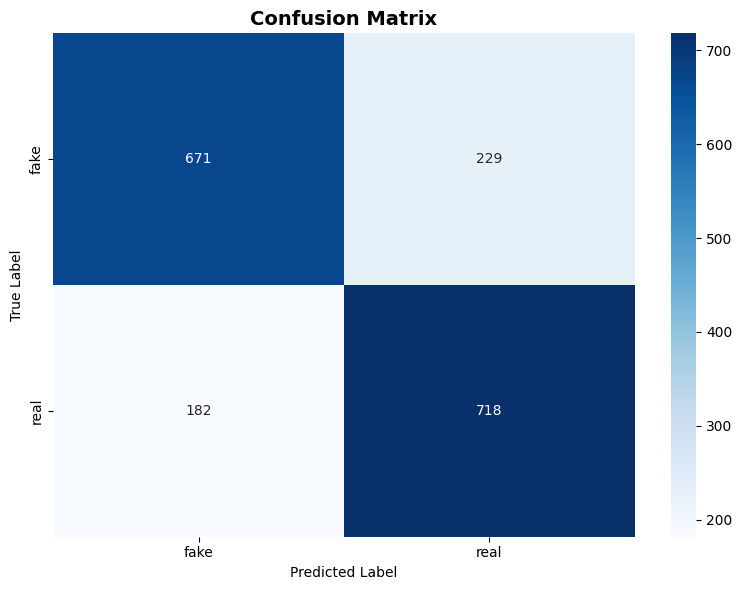 Confusion Matrix
fake
real
True Label
671
229
182
718
fake
real
Predicted Label
700
600
500
400
300
200